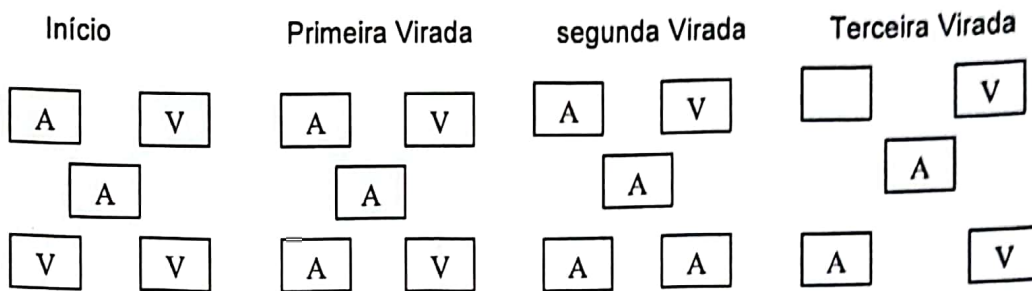 Início Primeira Virada segunda Virada Terceira Virada
A V A V A V V
A A A A
V V A V A A A V